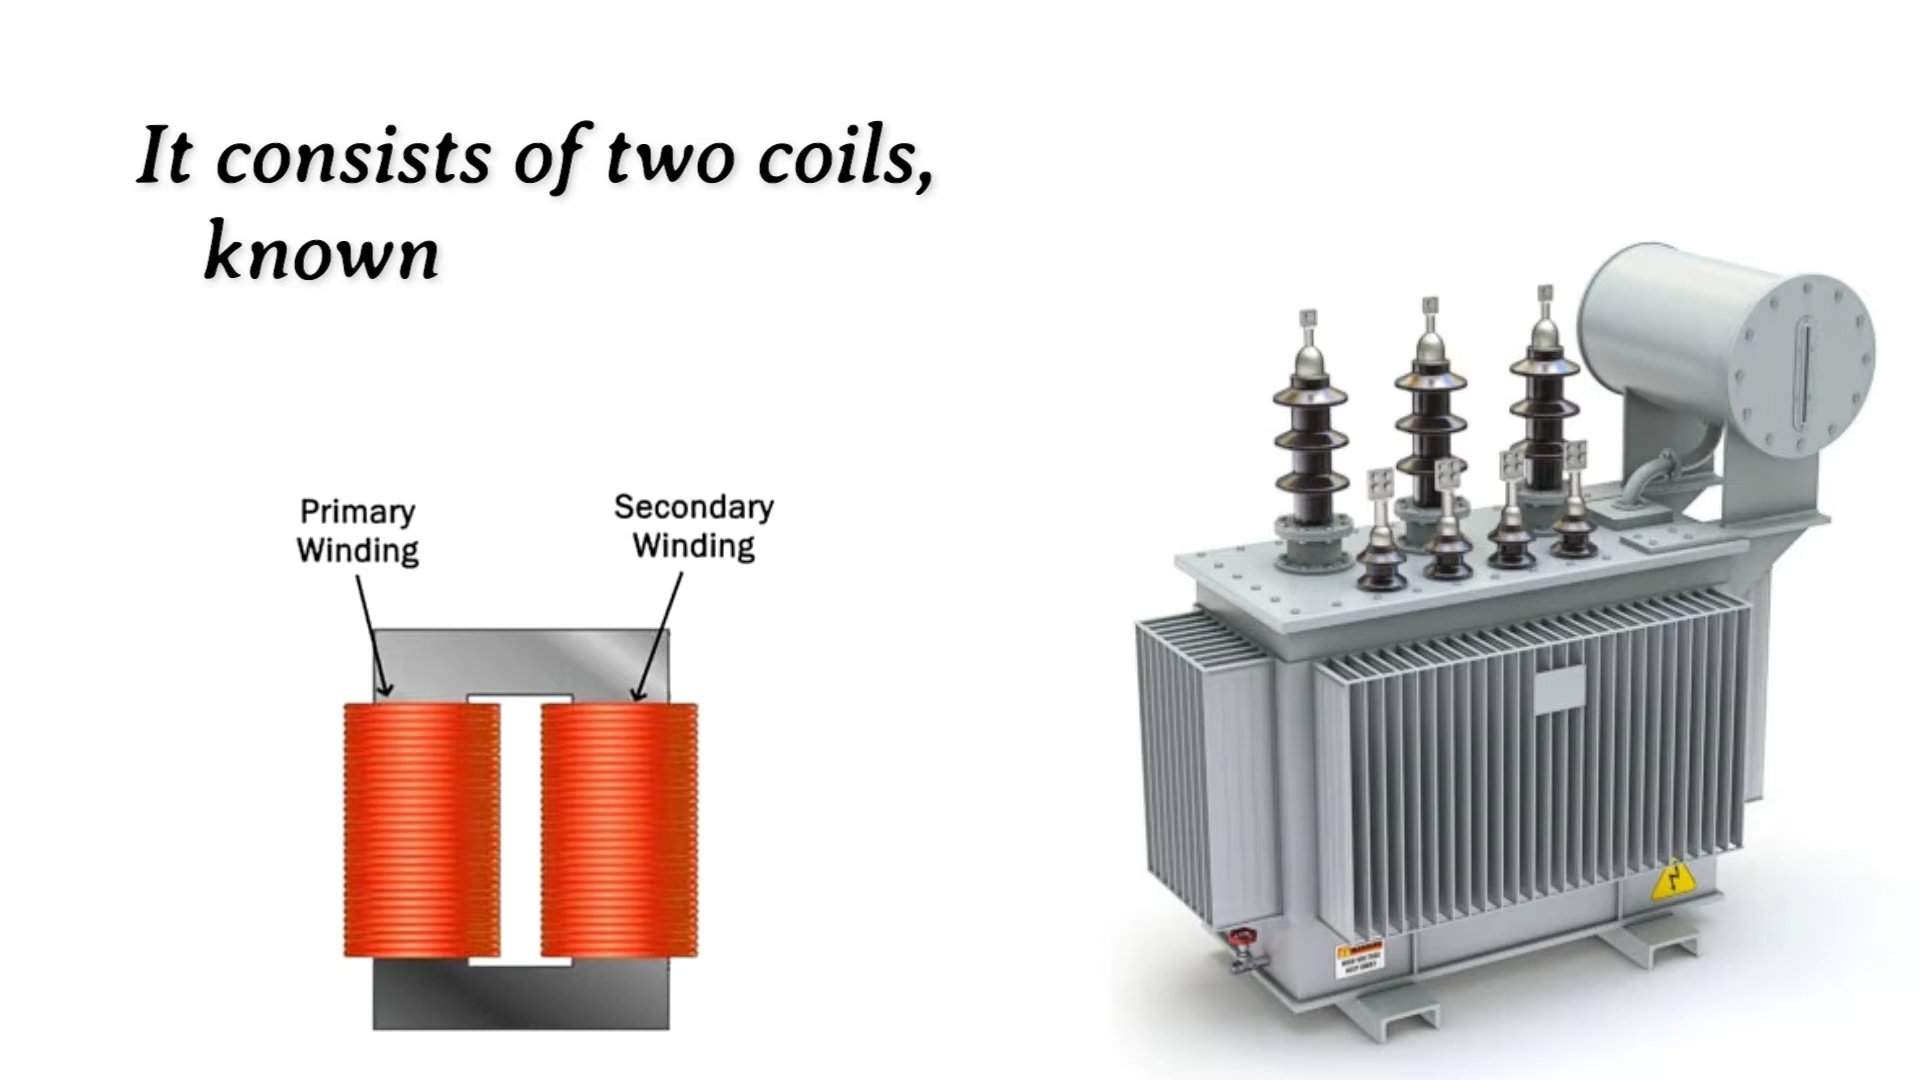 It consists of two coils,
known
Primary
Winding
Secondary
Winding